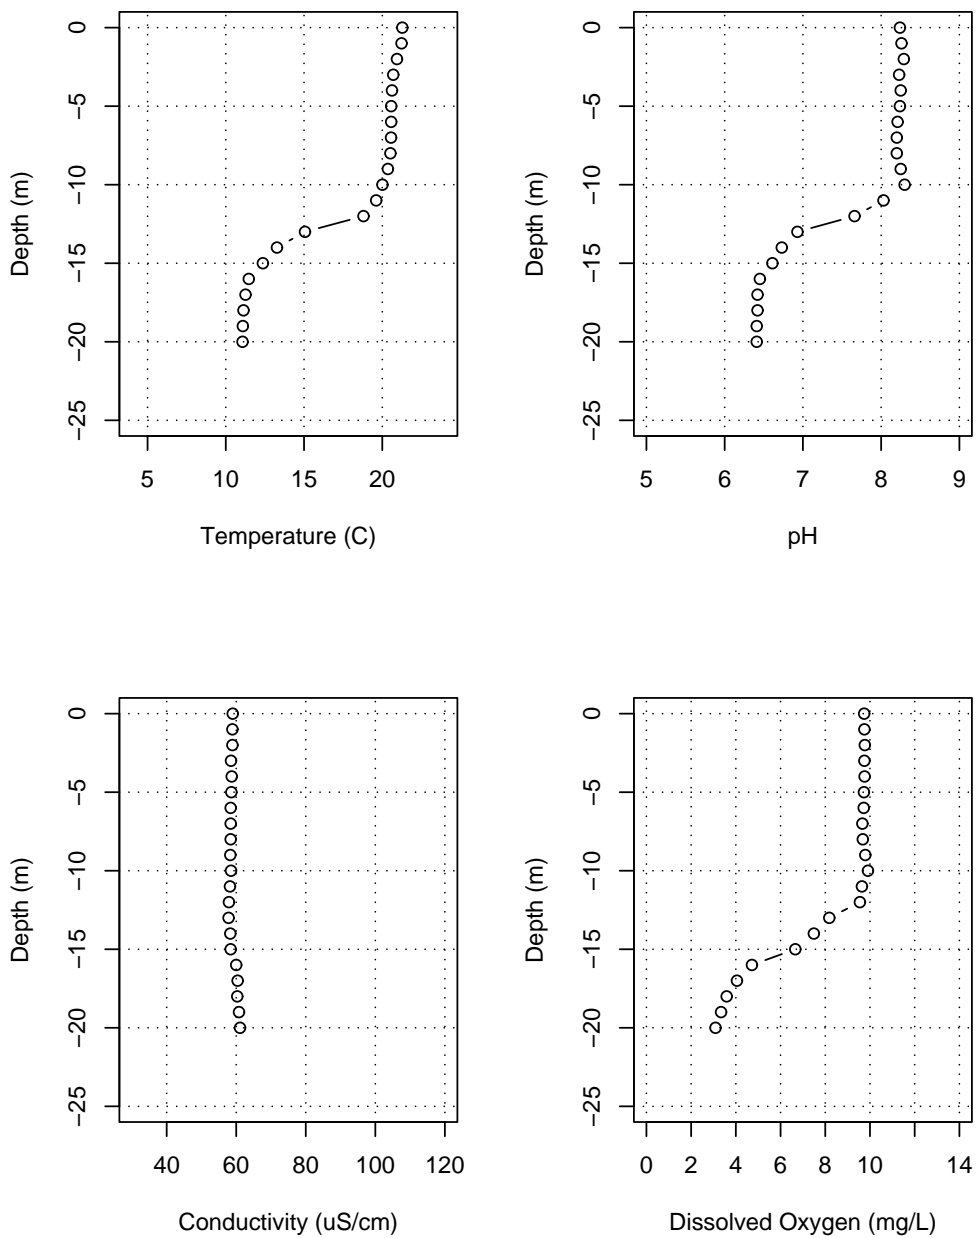 0
−5
−10
−15
−20
−25
Depth (m)
5 10 15 20
Temperature (C)
0
−5
−10
−15
−20
−25
Depth (m)
5 6 7 8 9
pH
0
−5
−10
−15
−20
−25
Depth (m)
40 60 80 100 120
Conductivity (uS/cm)
0
−5
−10
−15
−20
−25
Depth (m)
0 2 4 6 8 10 14
Dissolved Oxygen (mg/L)